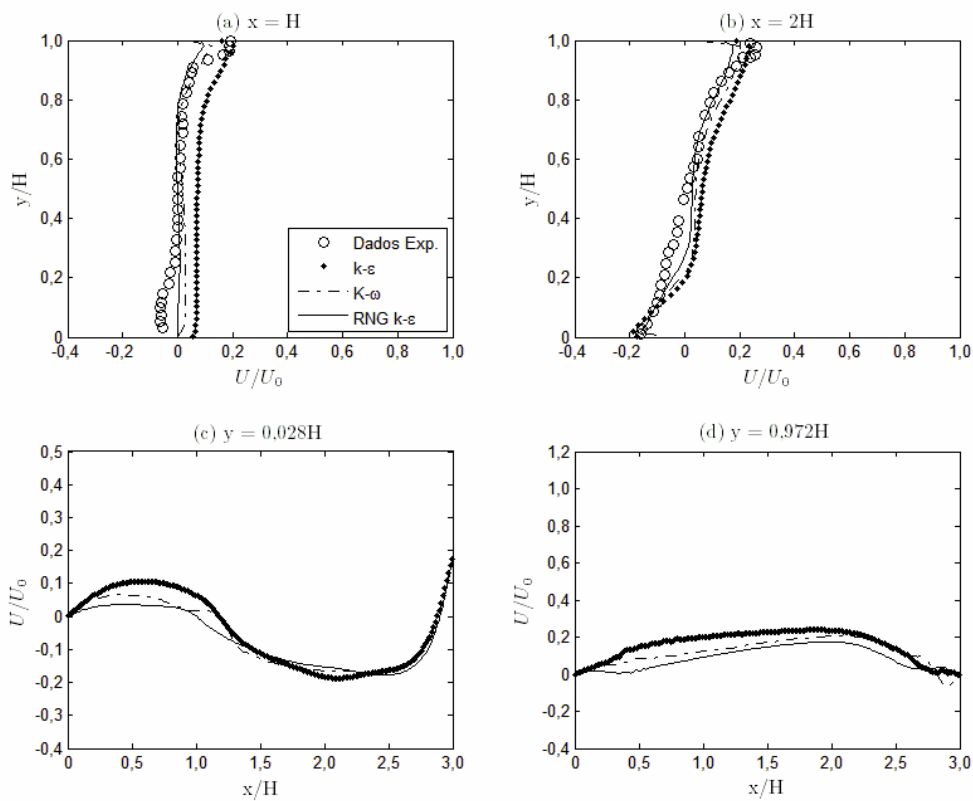 (a) x = H
1,0
0,8
0,6
0,4
0,2
0
y/H
-0,4 -0,2 0 0,2 0,4 0,6 0,8 1,0
U/U₀
Dados Exp.
k-ε
K-ω
RNG k-ε
(b) x = 2H
1,0
0,8
0,6
0,4
0,2
0
y/H
-0,4 -0,2 0 0,2 0,4 0,6 0,8 1,0
U/U₀
(c) y = 0,028H
0,5
0,4
0,3
0,2
0,1
0
-0,1
-0,2
-0,3
-0,4
U/U₀
0 0,5 1,0 1,5 2,0 2,5 3,0
x/H
(d) y = 0,972H
1,2
1,0
0,8
0,6
0,4
0,2
0
-0,2
-0,4
U/U₀
0 0,5 1,0 1,5 2,0 2,5 3,0
x/H